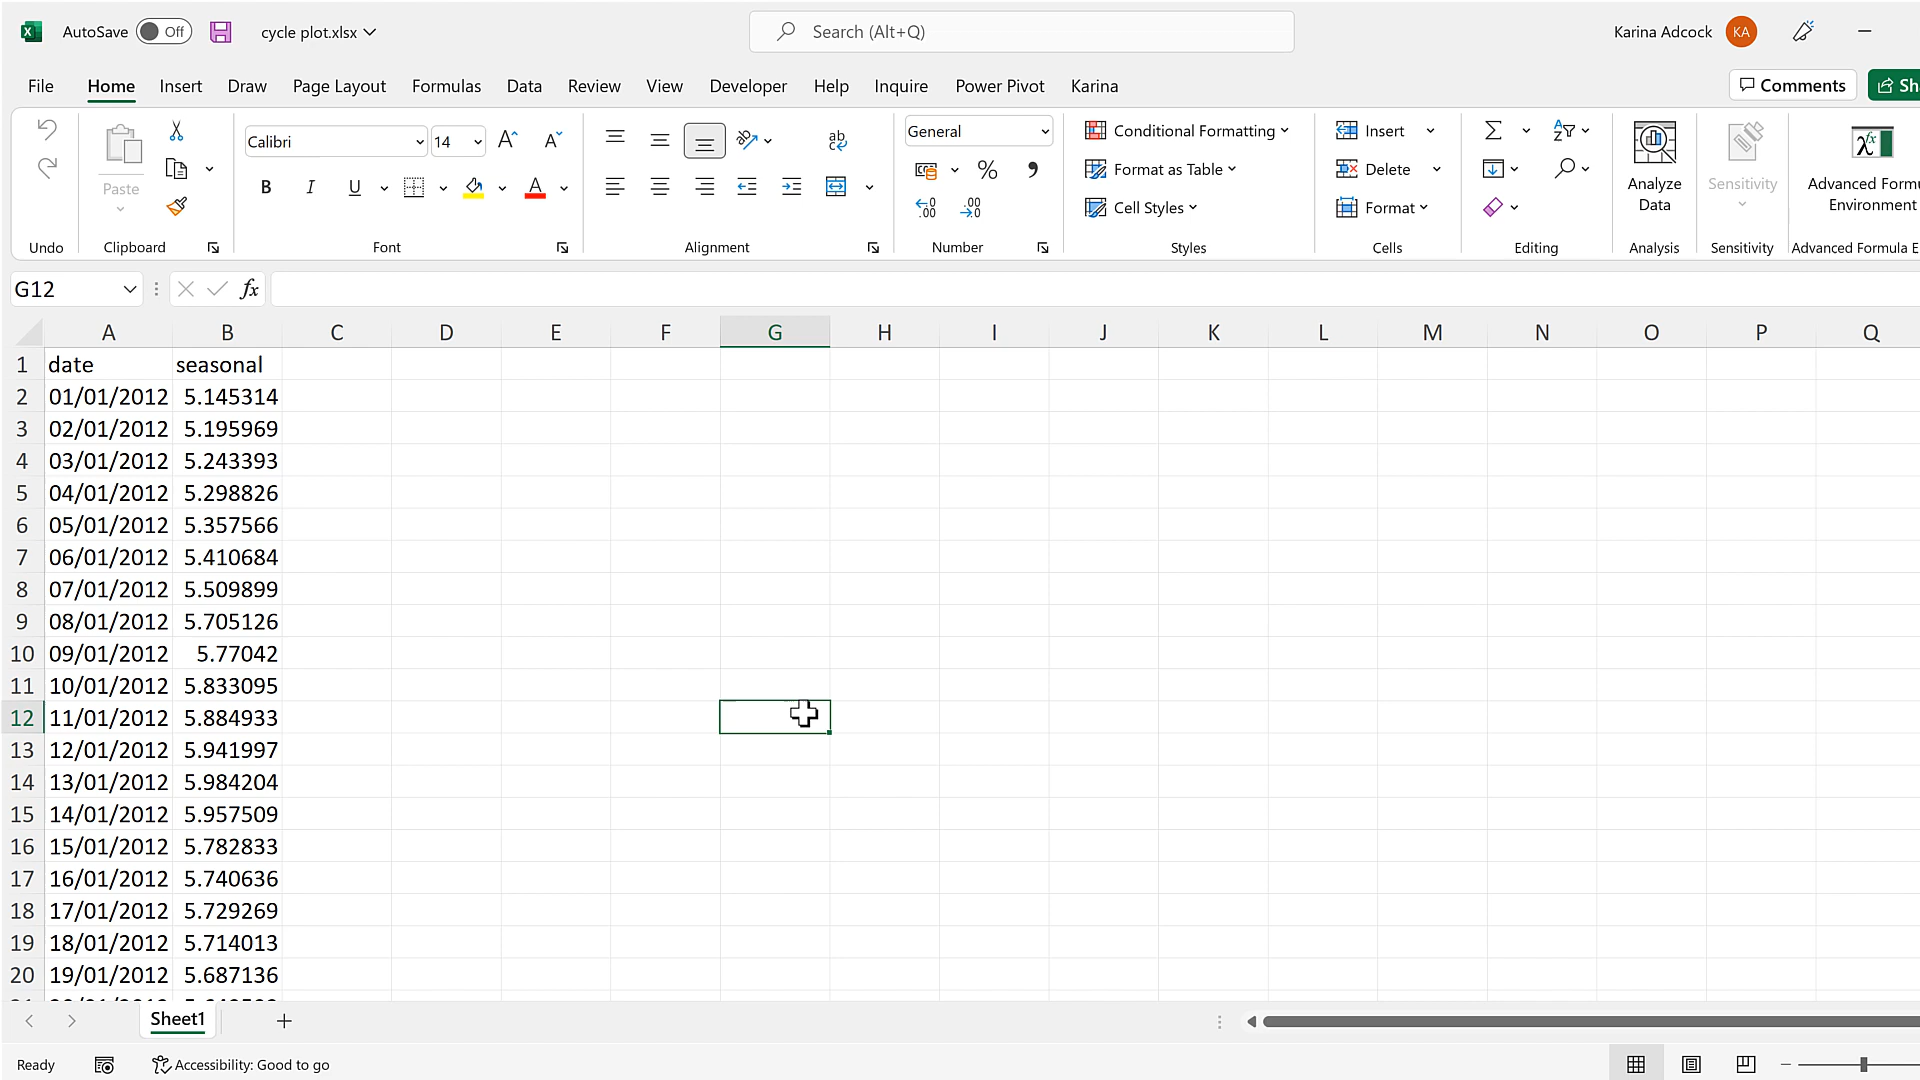 AutoSave Off cycle plot.xlsx Search (Alt+Q) Karina Adcock KA
File Home Insert Draw Page Layout Formulas Data Review View Developer Help Inquire Power Pivot Karina Comments
Calibri 14 General Conditional Formatting Insert
Paste Format as Table Delete Analyze Data Sensitivity Advanced
Cell Styles Format Environment
Undo Clipboard Font Alignment Number Styles Cells Editing Analysis Sensitivity Advanced Formula E
G12 fx
A B C D E F G H I J K L M N O P Q
1 date seasonal
2 01/01/2012 5.145314
3 02/01/2012 5.195969
4 03/01/2012 5.243393
5 04/01/2012 5.298826
6 05/01/2012 5.357566
7 06/01/2012 5.410684
8 07/01/2012 5.509899
9 08/01/2012 5.705126
10 09/01/2012 5.77042
11 10/01/2012 5.833095
12 11/01/2012 5.884933
13 12/01/2012 5.941997
14 13/01/2012 5.984204
15 14/01/2012 5.957509
16 15/01/2012 5.782833
17 16/01/2012 5.740636
18 17/01/2012 5.729269
19 18/01/2012 5.714013
20 19/01/2012 5.687136
Sheet1
Ready Accessibility: Good to go